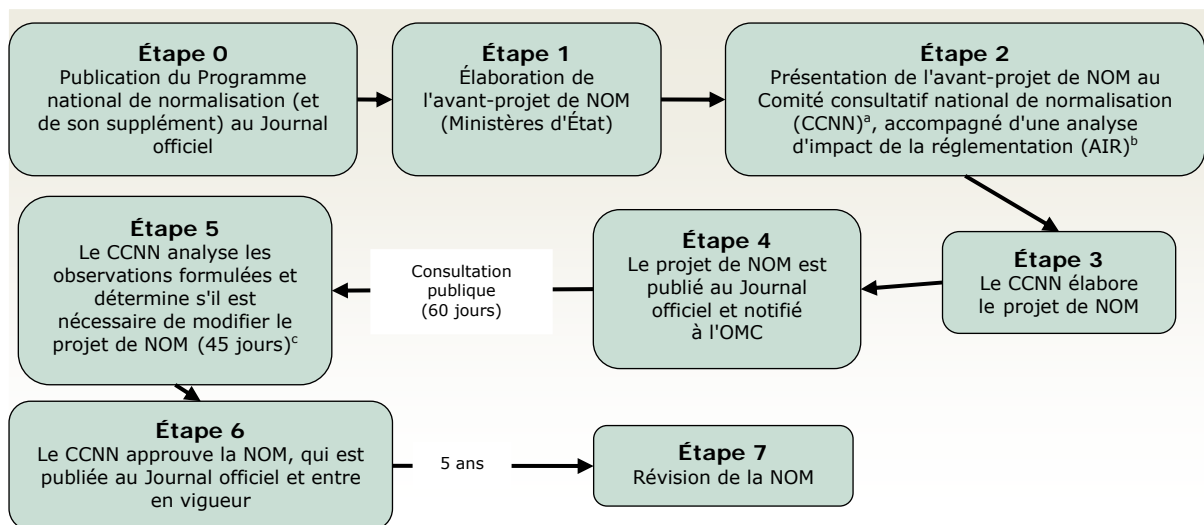 Étape 0
Publication du Programme
national de normalisation (et
de son supplément) au Journal
officiel
Étape 1
Élaboration de
l'avant-projet de NOM
(Ministères d'État)
Étape 2
Présentation de l'avant-projet de NOM au
Comité consultatif national de normalisation
(CCNN)a, accompagné d'une analyse
d'impact de la réglementation (AIR)b
Étape 3
Le CCNN élabore
le projet de NOM
Étape 4
Le projet de NOM est
publié au Journal
officiel et notifié
à l'OMC
Consultation
publique
(60 jours)
Étape 5
Le CCNN analyse les
observations formulées et
détermine s'il est
nécessaire de modifier le
projet de NOM (45 jours)c
Étape 6
Le CCNN approuve la NOM, qui est
publiée au Journal officiel et entre
en vigueur
5 ans
Étape 7
Révision de la NOM